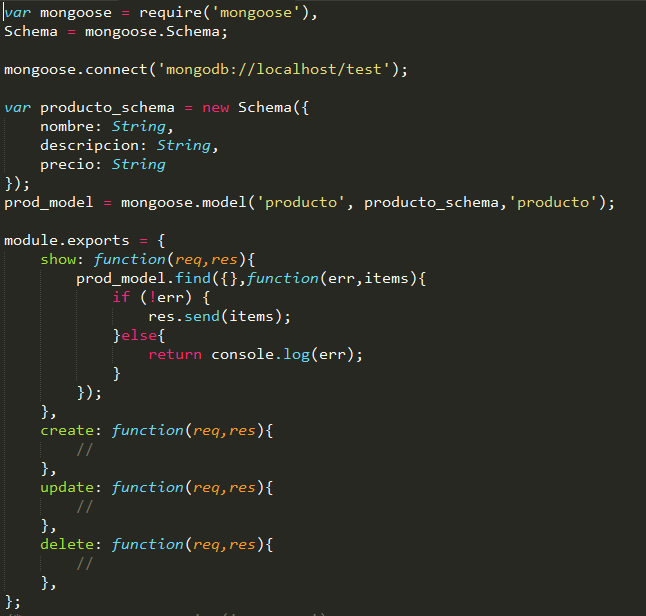 var mongoose = require('mongoose'),
Schema = mongoose.Schema;

mongoose.connect('mongodb://localhost/test');

var producto_schema = new Schema({
    nombre: String,
    descripcion: String,
    precio: String
});
prod_model = mongoose.model('producto', producto_schema,'producto');

module.exports = {
    show: function(req,res){
        prod_model.find({},function(err,items){
            if (!err) {
                res.send(items);
            }else{
                return console.log(err);
            }
        });
    },
    create: function(req,res){
        //
    },
    update: function(req,res){
        //
    },
    delete: function(req,res){
        //
    },
};